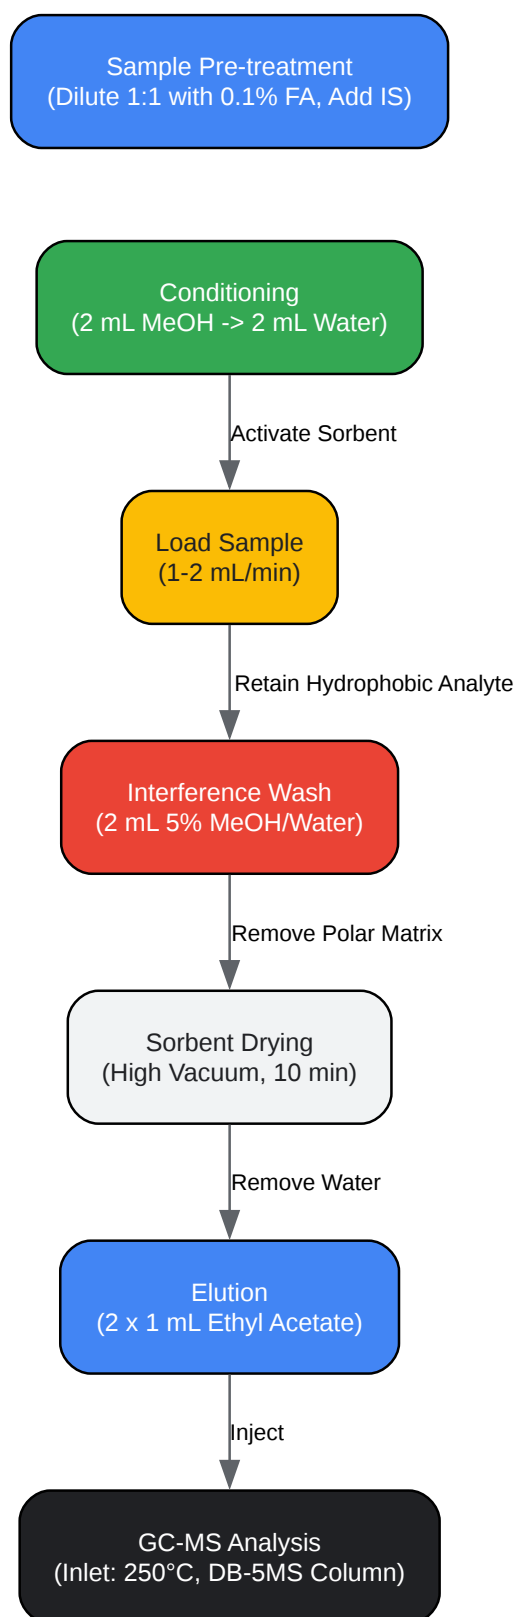 Sample Pre-treatment
(Dilute 1:1 with 0.1% FA, Add IS)
Conditioning
(2 mL MeOH -> 2 mL Water)
Activate Sorbent
Load Sample
(1-2 mL/min)
Retain Hydrophobic Analyte
Interference Wash
(2 mL 5% MeOH/Water)
Remove Polar Matrix
Sorbent Drying
(High Vacuum, 10 min)
Remove Water
Elution
(2 x 1 mL Ethyl Acetate)
Inject
GC-MS Analysis
(Inlet: 250°C, DB-5MS Column)